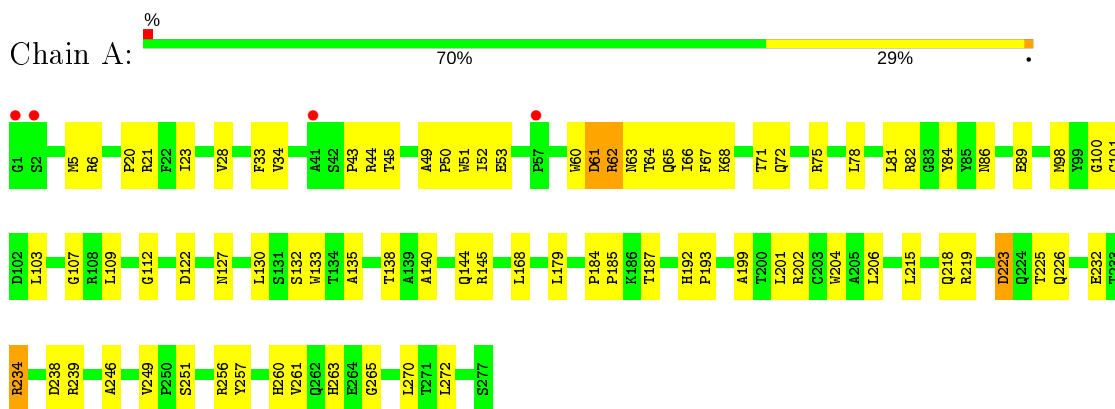 %
Chain A:
70% 29% •
G1 S2 M5 R6 P20 R21 F22 I23 V28 F33 V34 A41 S42 P43 R44 T45 A49 P50 W51 I52 E53 P57 W60 D61 R62 N63 T64 Q65 I66 F67 K68 T71 Q72 R75 L78 L81 R82 G83 Y84 Y85 N86 E89 M98 Y99 G100
D102 L103 G107 R108 L109 G112 D122 N127 L130 S131 S132 W133 T134 A135 T138 A139 A140 Q144 R145 L168 L179 P184 P185 K186 T187 H192 P193 A199 T200 L201 R202 C203 W204 A205 L206 L215 Q218 R219 D223 Q224 T225 Q226 E232 T233
R234 D238 R239 A246 V249 P250 S251 R256 Y257 H260 V261 Q262 H263 E264 G265 L270 T271 L272 S277